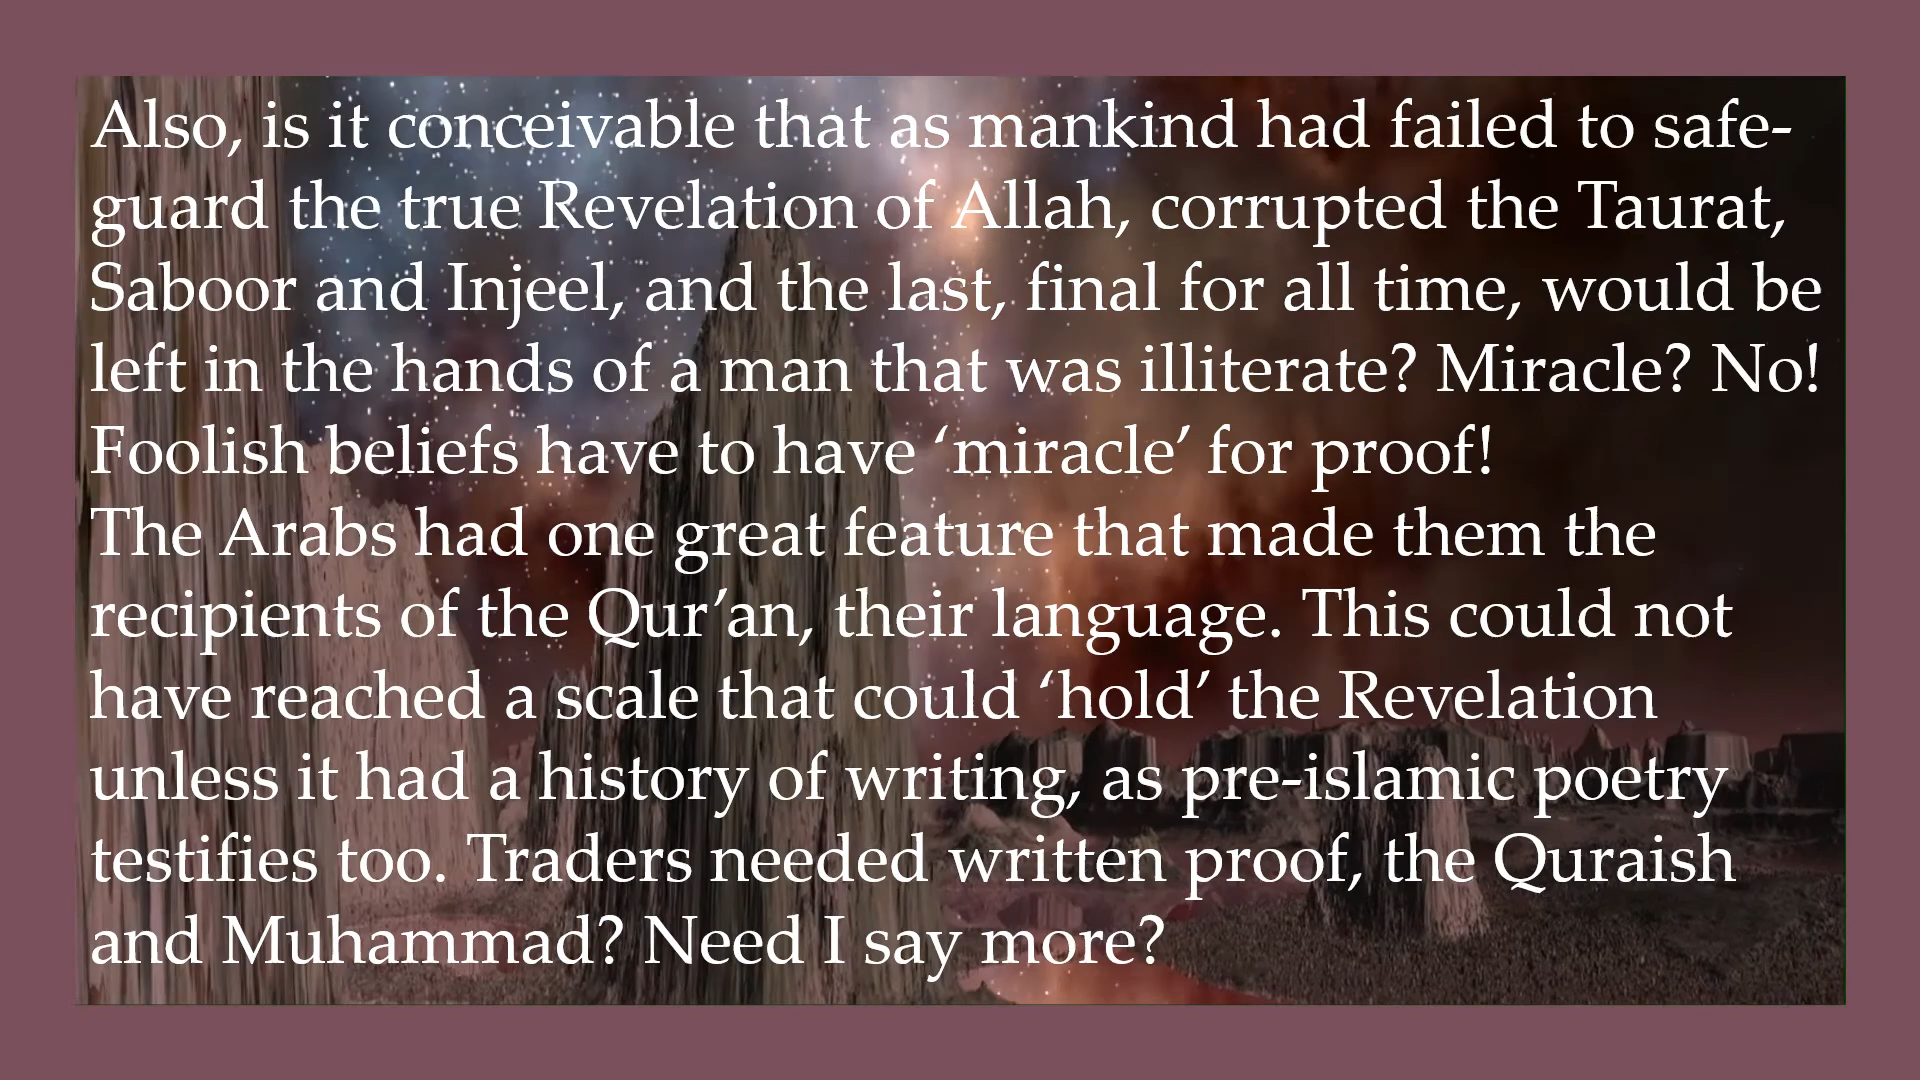 Also, is it conceivable that as mankind had failed to safe-
guard the true Revelation of Allah, corrupted the Taurat,
Saboor and Injeel, and the last, final for all time, would be
left in the hands of a man that was illiterate? Miracle? No!
Foolish beliefs have to have ‘miracle’ for proof!
The Arabs had one great feature that made them the
recipients of the Qur’an, their language. This could not
have reached a scale that could ‘hold’ the Revelation
unless it had a history of writing, as pre-islamic poetry
testifies too. Traders needed written proof, the Quraish
and Muhammad? Need I say more?